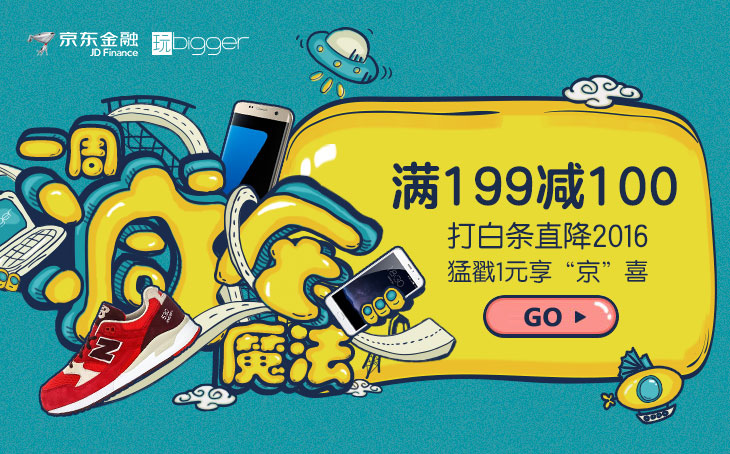 京东金融
JD Finance
玩bigger
一周
魔法
gger
N
满199减100
打白条直降2016
猛戳1元享“京”喜
GO